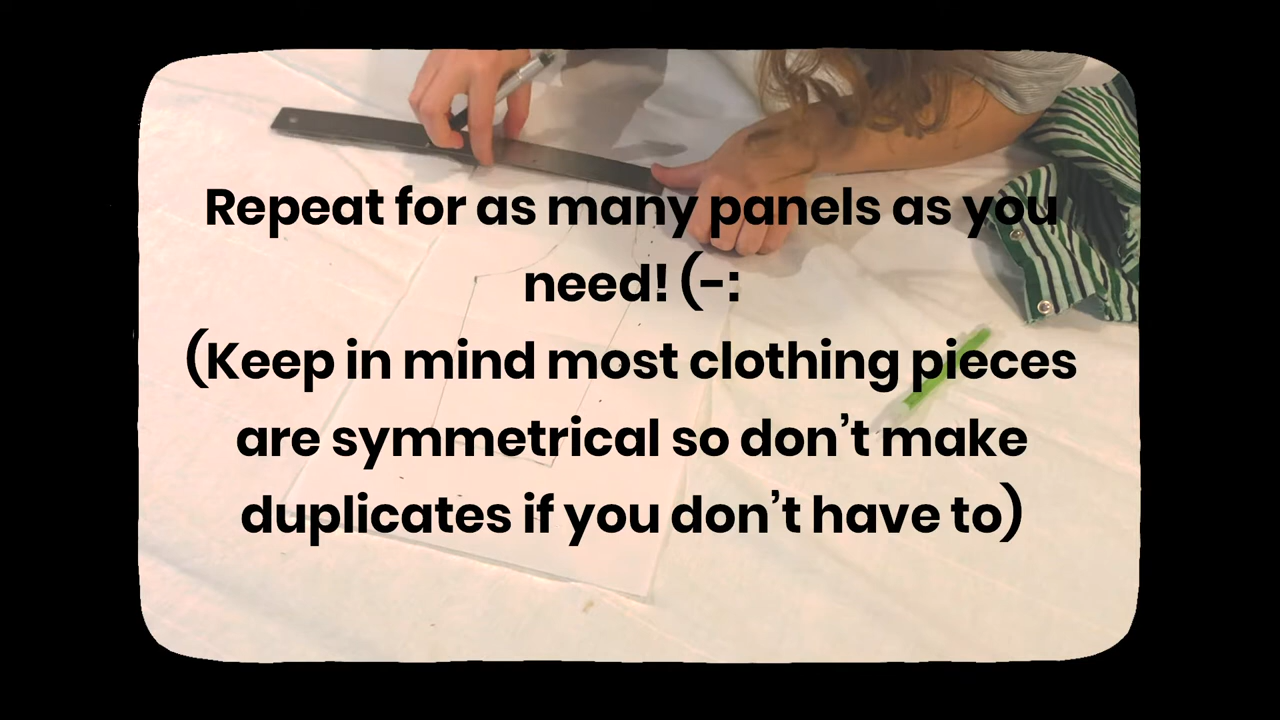 Repeat for as many panels as you
need! (-:
(Keep in mind most clothing pieces
are symmetrical so don’t make
duplicates if you don’t have to)